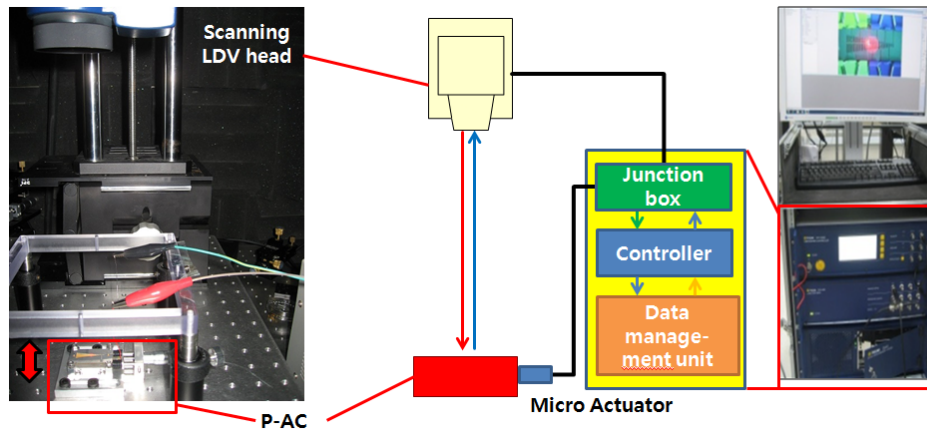 Scanning
LDV head
Junction
box
Controller
Data
manage-
ment unit
Micro Actuator
P-AC